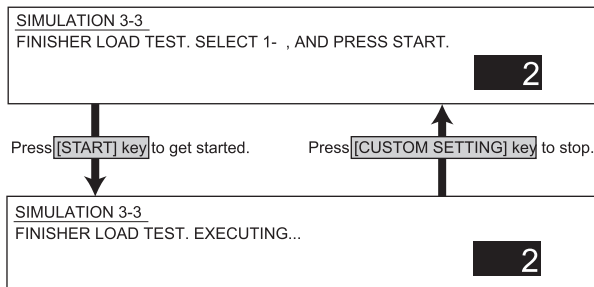 SIMULATION 3-3
FINISHER LOAD TEST. SELECT 1- , AND PRESS START.
2
Press [START] key to get started.
Press [CUSTOM SETTING] key to stop.
SIMULATION 3-3
FINISHER LOAD TEST. EXECUTING...
2